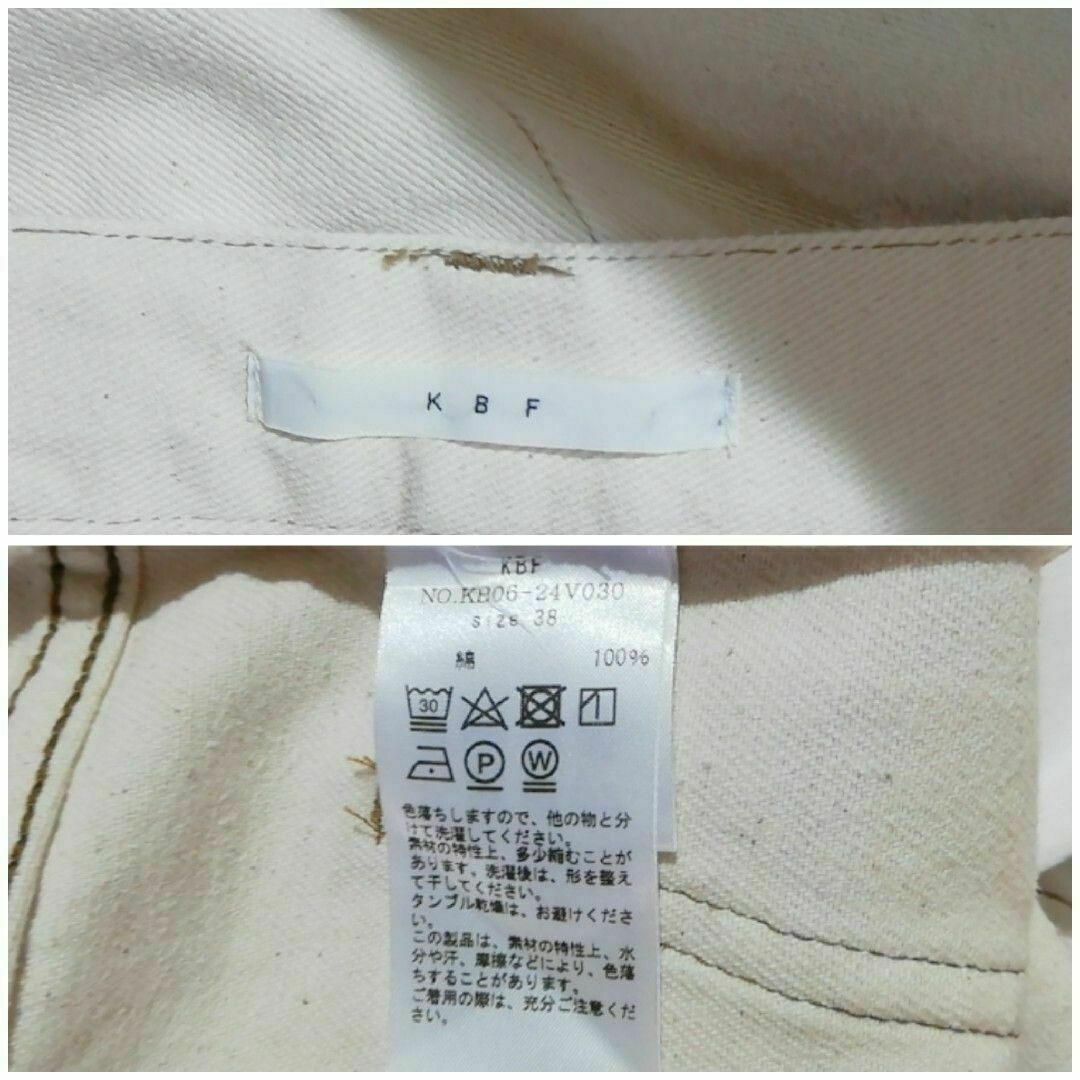 K B F
KBF
NO.KB06-24V030
size 38
綿 100%
30
P W
色落ちしますので、他の物と分
けて洗濯してください。
素材の特性上、多少縮むことが
あります。洗濯後は、形を整え
て干してください。
タンブル乾燥は、お避けくださ
い。
この製品は、素材の特性上、水
分や汗、摩擦などにより、色落
ちすることがあります。
ご着用の際は、充分ご注意くだ
さい。